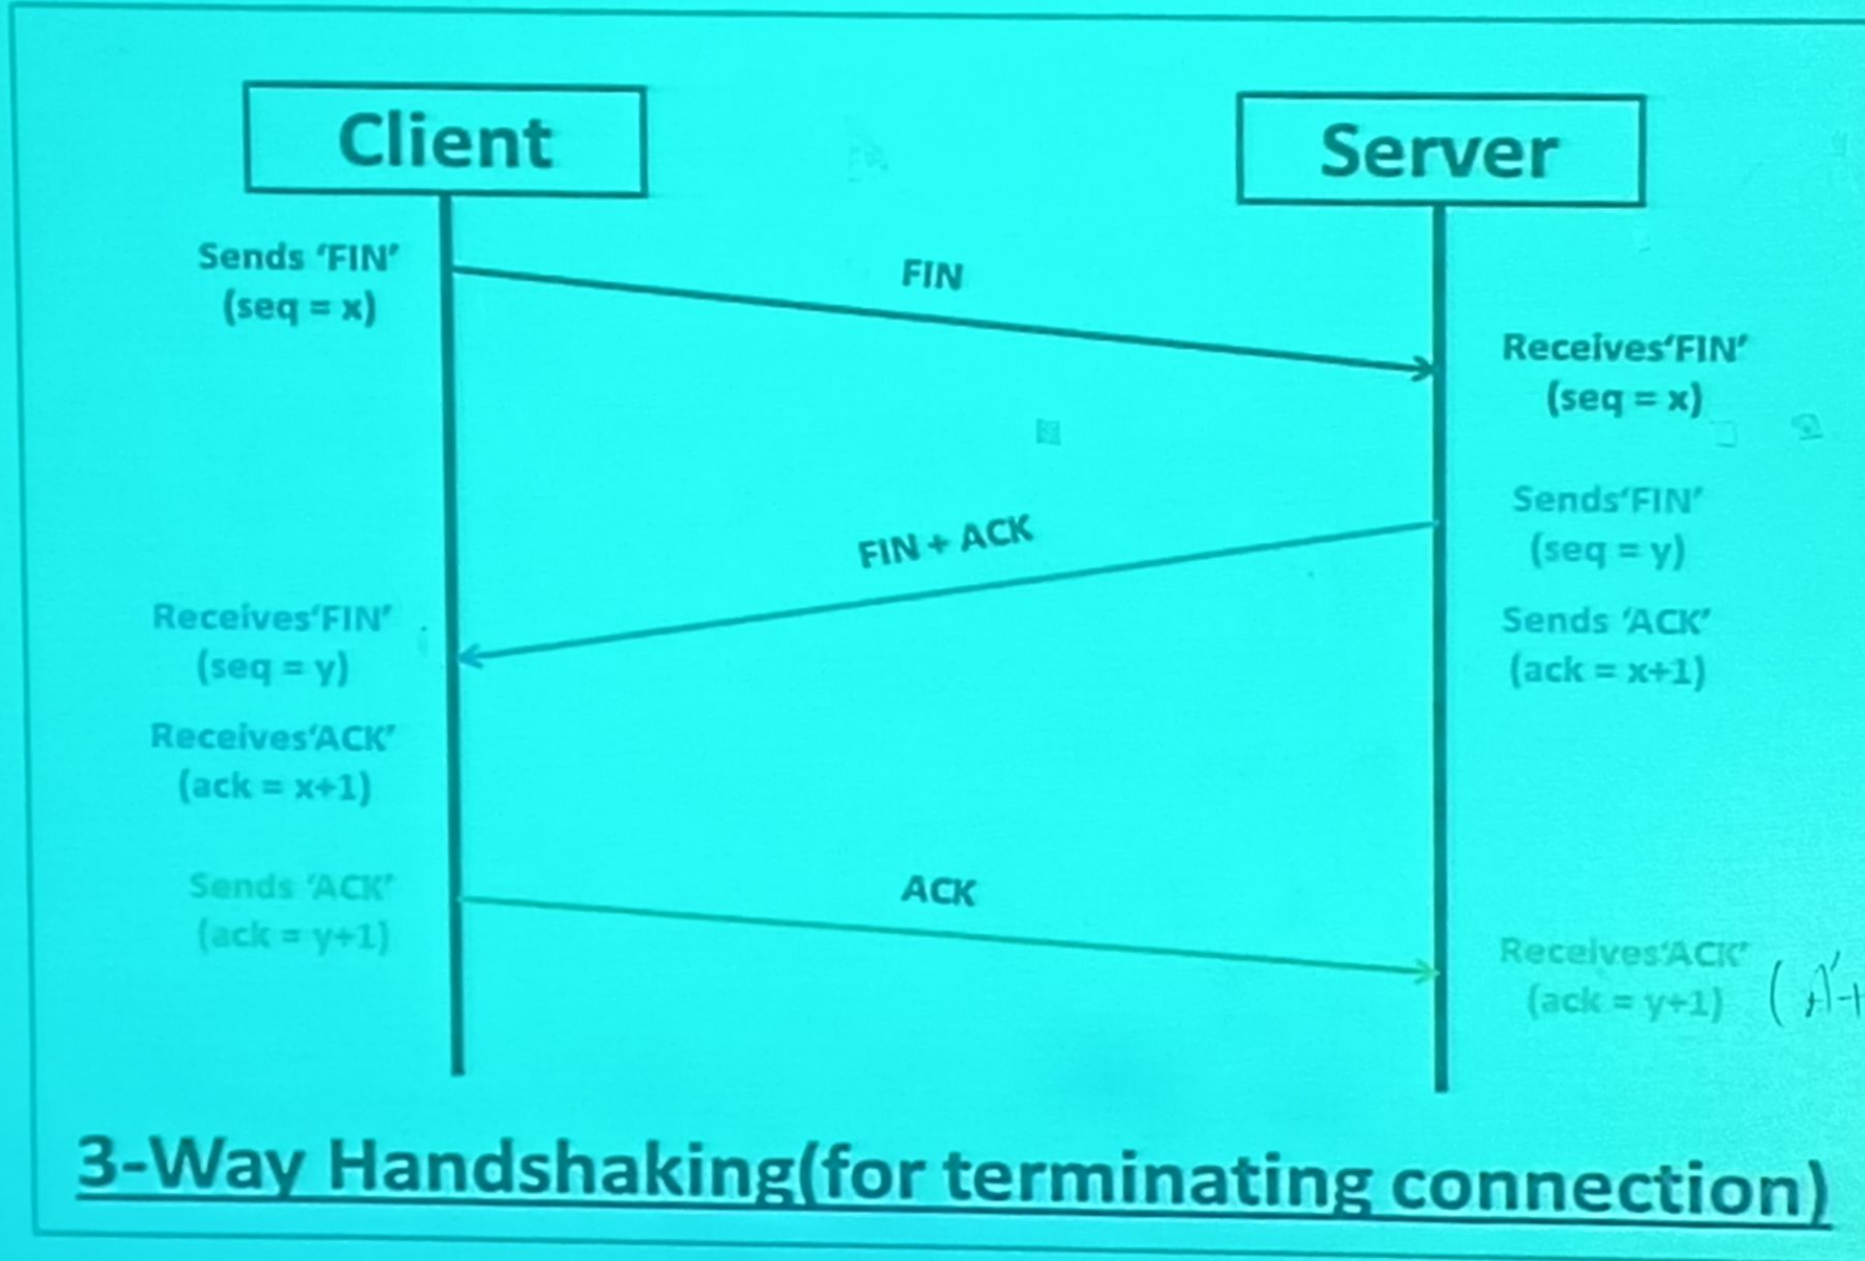 Client
Server
Sends ‘FIN’
(seq = x)
FIN
Receives‘FIN’
(seq = x)
Sends‘FIN’
(seq = y)
FIN + ACK
Sends ‘ACK’
(ack = x+1)
Receives‘FIN’
(seq = y)
Receives‘ACK’
(ack = x+1)
Sends ‘ACK’
(ack = y+1)
ACK
Receives‘ACK’
(ack = y+1)
3-Way Handshaking(for terminating connection)